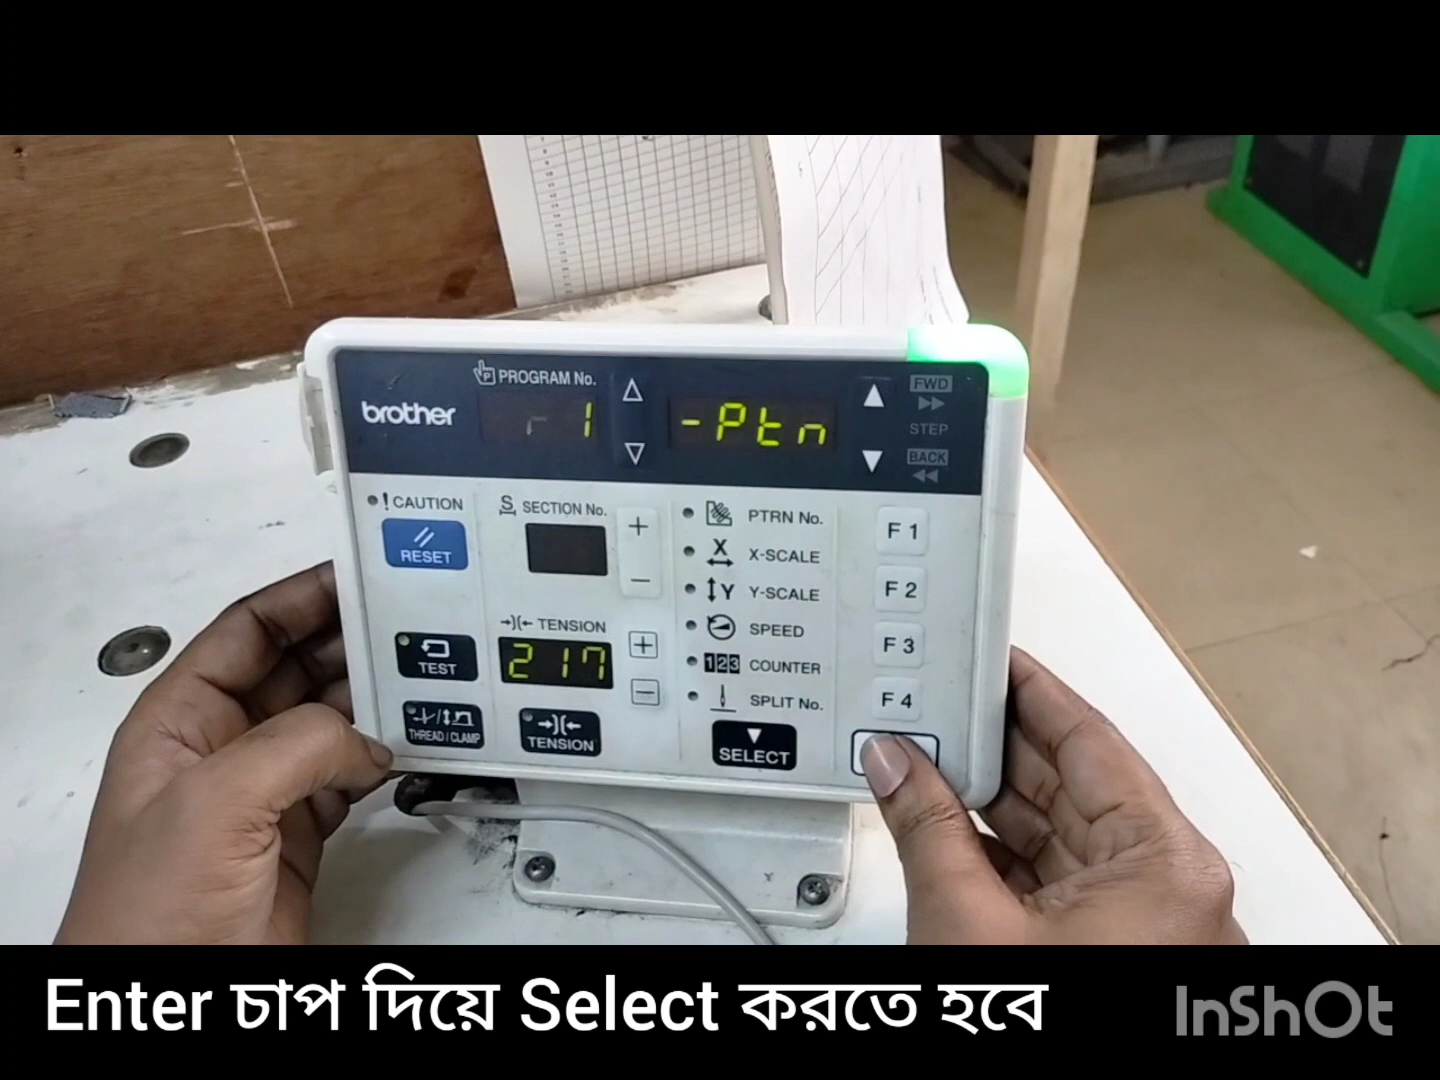 PROGRAM No.
brother
r 1
-Ptn
FWD
STEP
BACK
! CAUTION
RESET
S SECTION No.
+
−
PTRN No.
X X-SCALE
Y Y-SCALE
SPEED
123 COUNTER
SPLIT No.
F 1
F 2
F 3
F 4
TEST
TENSION
217
+
−
THREAD / CLAMP
TENSION
SELECT
Enter চাপ দিয়ে Select করতে হবে
InShOt